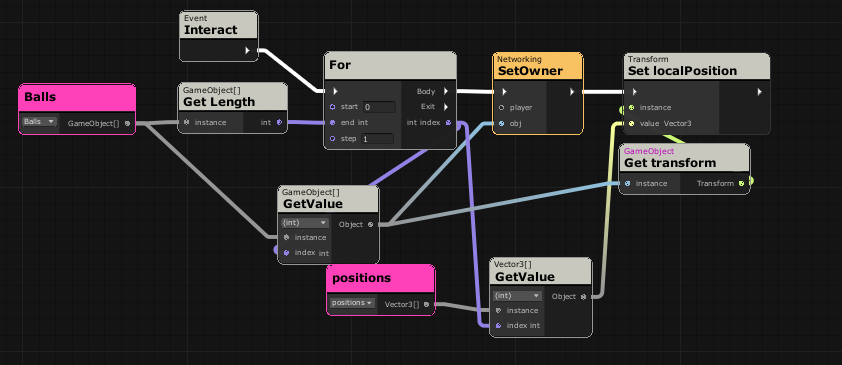 Event
Interact
Balls
Balls
GameObject[]
GameObject[]
Get Length
instance
int
For
Body
start 0
Exit
end int
int index
step 1
Networking
SetOwner
player
obj
Transform
Set localPosition
instance
value Vector3
GameObject
Get transform
instance
Transform
GameObject[]
GetValue
(int)
Object
instance
index int
positions
positions
Vector3[]
Vector3[]
GetValue
(int)
Object
instance
index int